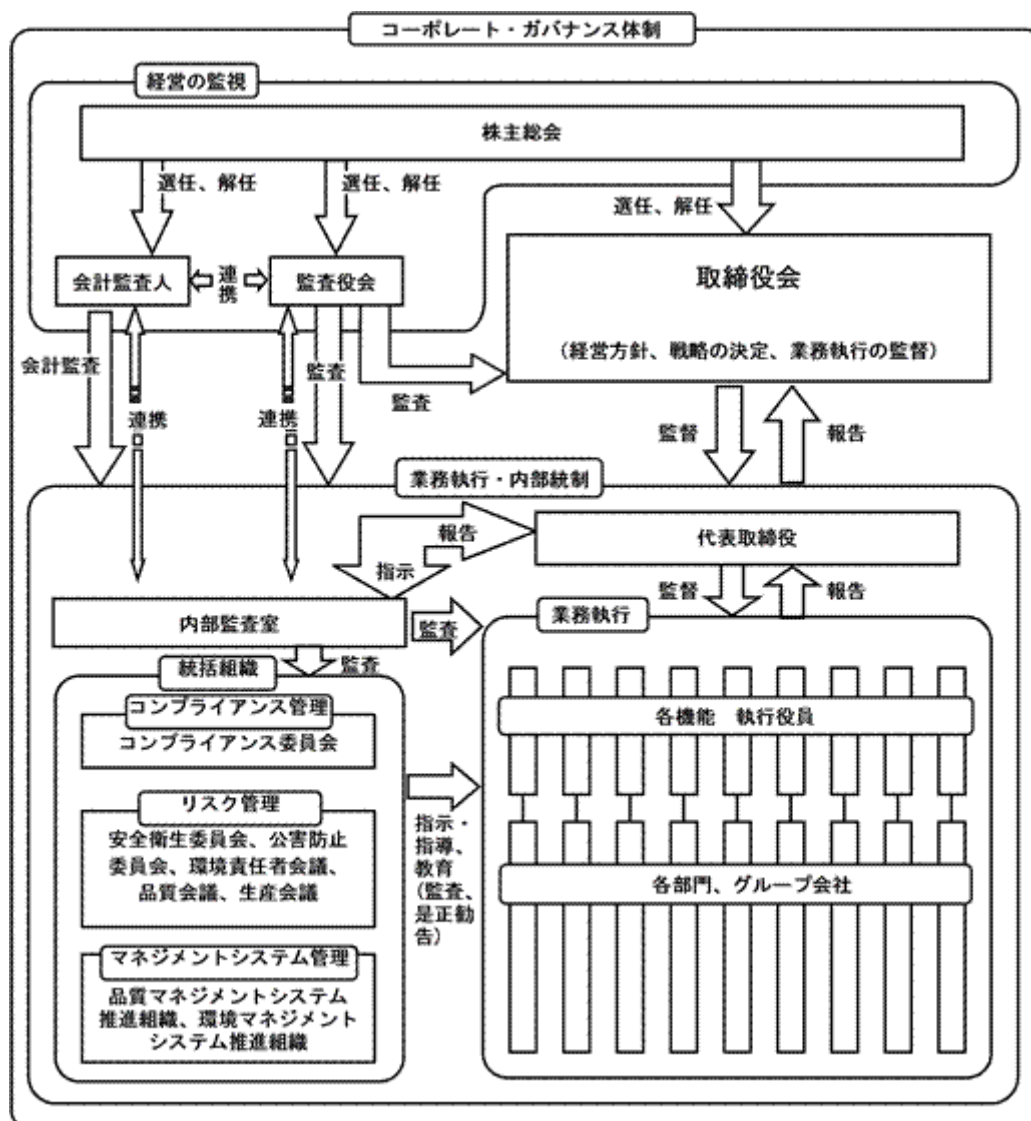 コーポレート・ガバナンス体制
経営の監視
株主総会
選任、解任
選任、解任
選任、解任
会計監査人
連
携
監査役会
取締役会
(経営方針、戦略の決定、業務執行の監督)
会計監査
監査
監査
連携
連携
監督
報告
業務執行・内部統制
報告
指示
代表取締役
監督
報告
内部監査室
監査
業務執行
監査
統括組織
コンプライアンス管理
コンプライアンス委員会
各機能 執行役員
リスク管理
安全衛生委員会、公害防止
委員会、環境責任者会議、
品質会議、生産会議
指示・
指導、
教育
(監査、
是正勧
告)
各部門、グループ会社
マネジメントシステム管理
品質マネジメントシステム
推進組織、環境マネジメント
システム推進組織